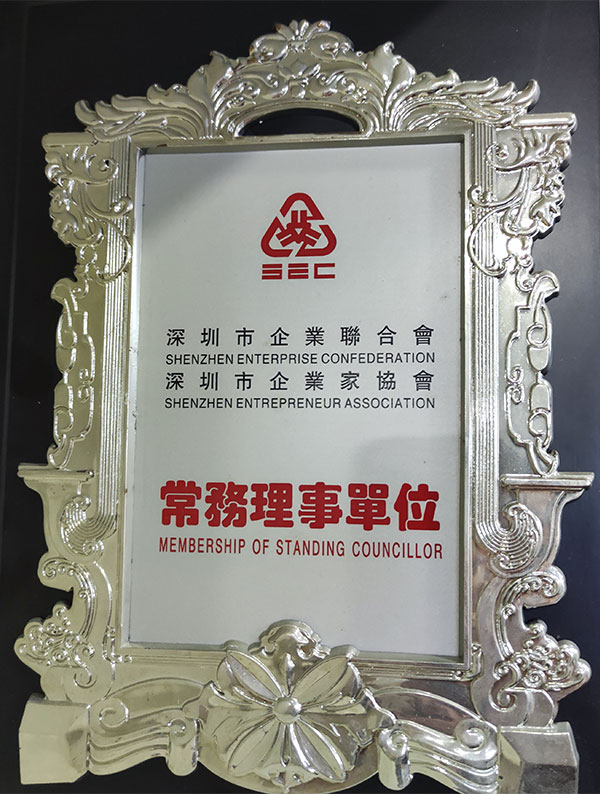 SEC
深圳市企業聯合會
SHENZHEN ENTERPRISE CONFEDERATION
深圳市企業家協會
SHENZHEN ENTREPRENEUR ASSOCIATION
常務理事單位
MEMBERSHIP OF STANDING COUNCILLOR